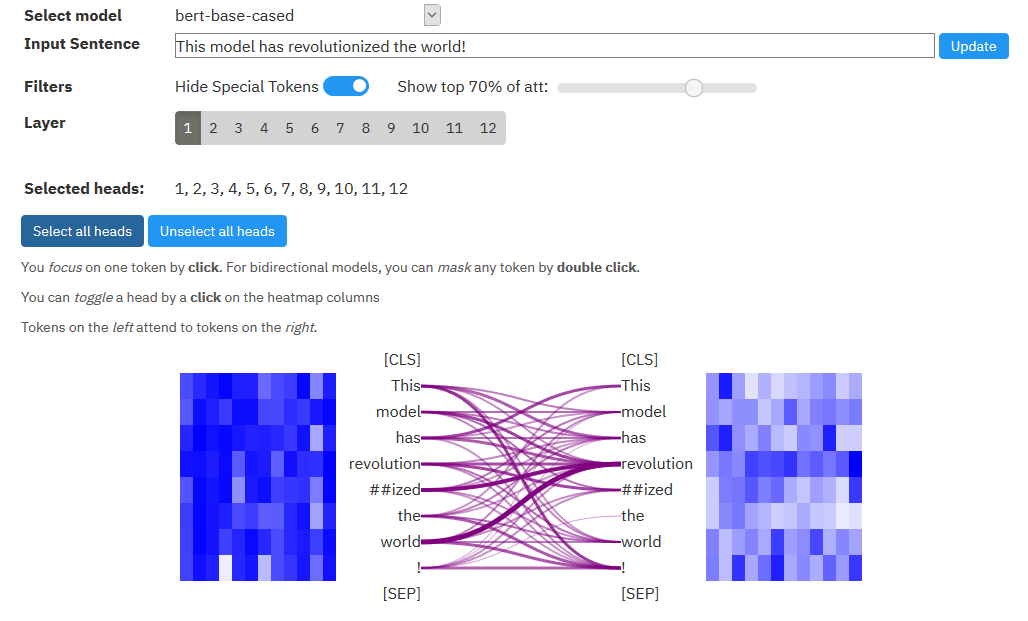 Select model bert-base-cased
Input Sentence This model has revolutionized the world! Update
Filters Hide Special Tokens Show top 70% of att:
Layer 1 2 3 4 5 6 7 8 9 10 11 12
Selected heads: 1, 2, 3, 4, 5, 6, 7, 8, 9, 10, 11, 12
Select all heads Unselect all heads
You focus on one token by click. For bidirectional models, you can mask any token by double click.
You can toggle a head by a click on the heatmap columns
Tokens on the left attend to tokens on the right.
[CLS] [CLS]
This This
model model
has has
revolution revolution
##ized ##ized
the the
world world
! !
[SEP] [SEP]